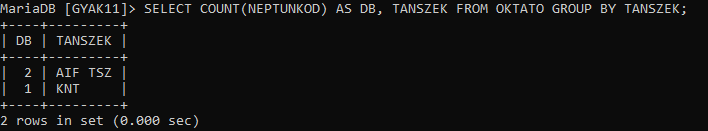 MariaDB [GYAK11]> SELECT COUNT(NEPTUNKOD) AS DB, TANSZEK FROM OKTATO GROUP BY TANSZEK;
+----+---------+
| DB | TANSZEK |
+----+---------+
|  2 | AIF TSZ |
|  1 | KNT     |
+----+---------+
2 rows in set (0.000 sec)